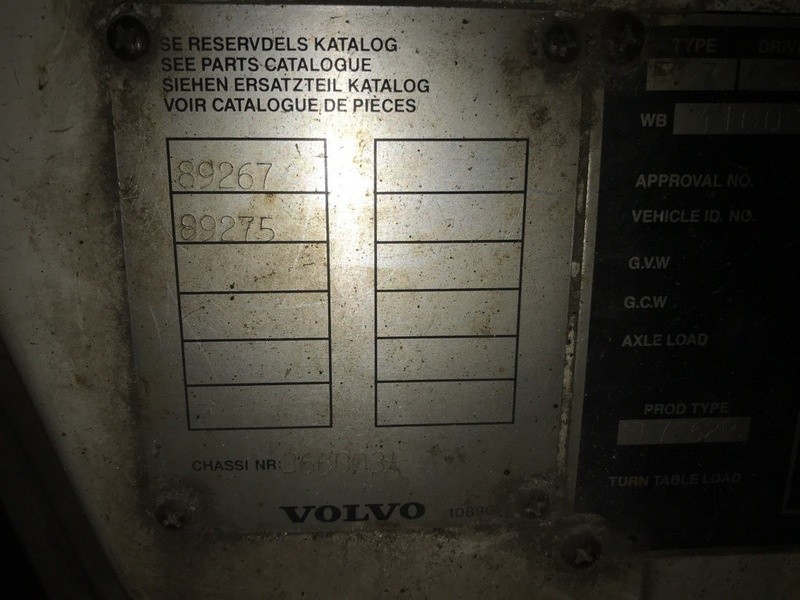 SE RESERVDELS KATALOG
SEE PARTS CATALOGUE
SIEHEN ERSATZTEIL KATALOG
VOIR CATALOGUE DE PIÈCES
89267
89275
CHASSI NR:
VOLVO
TYPE
WB
APPROVAL NO.
VEHICLE ID. NO.
G.V.W
G.C.W
AXLE LOAD
PROD TYPE
TURN TABLE LOAD